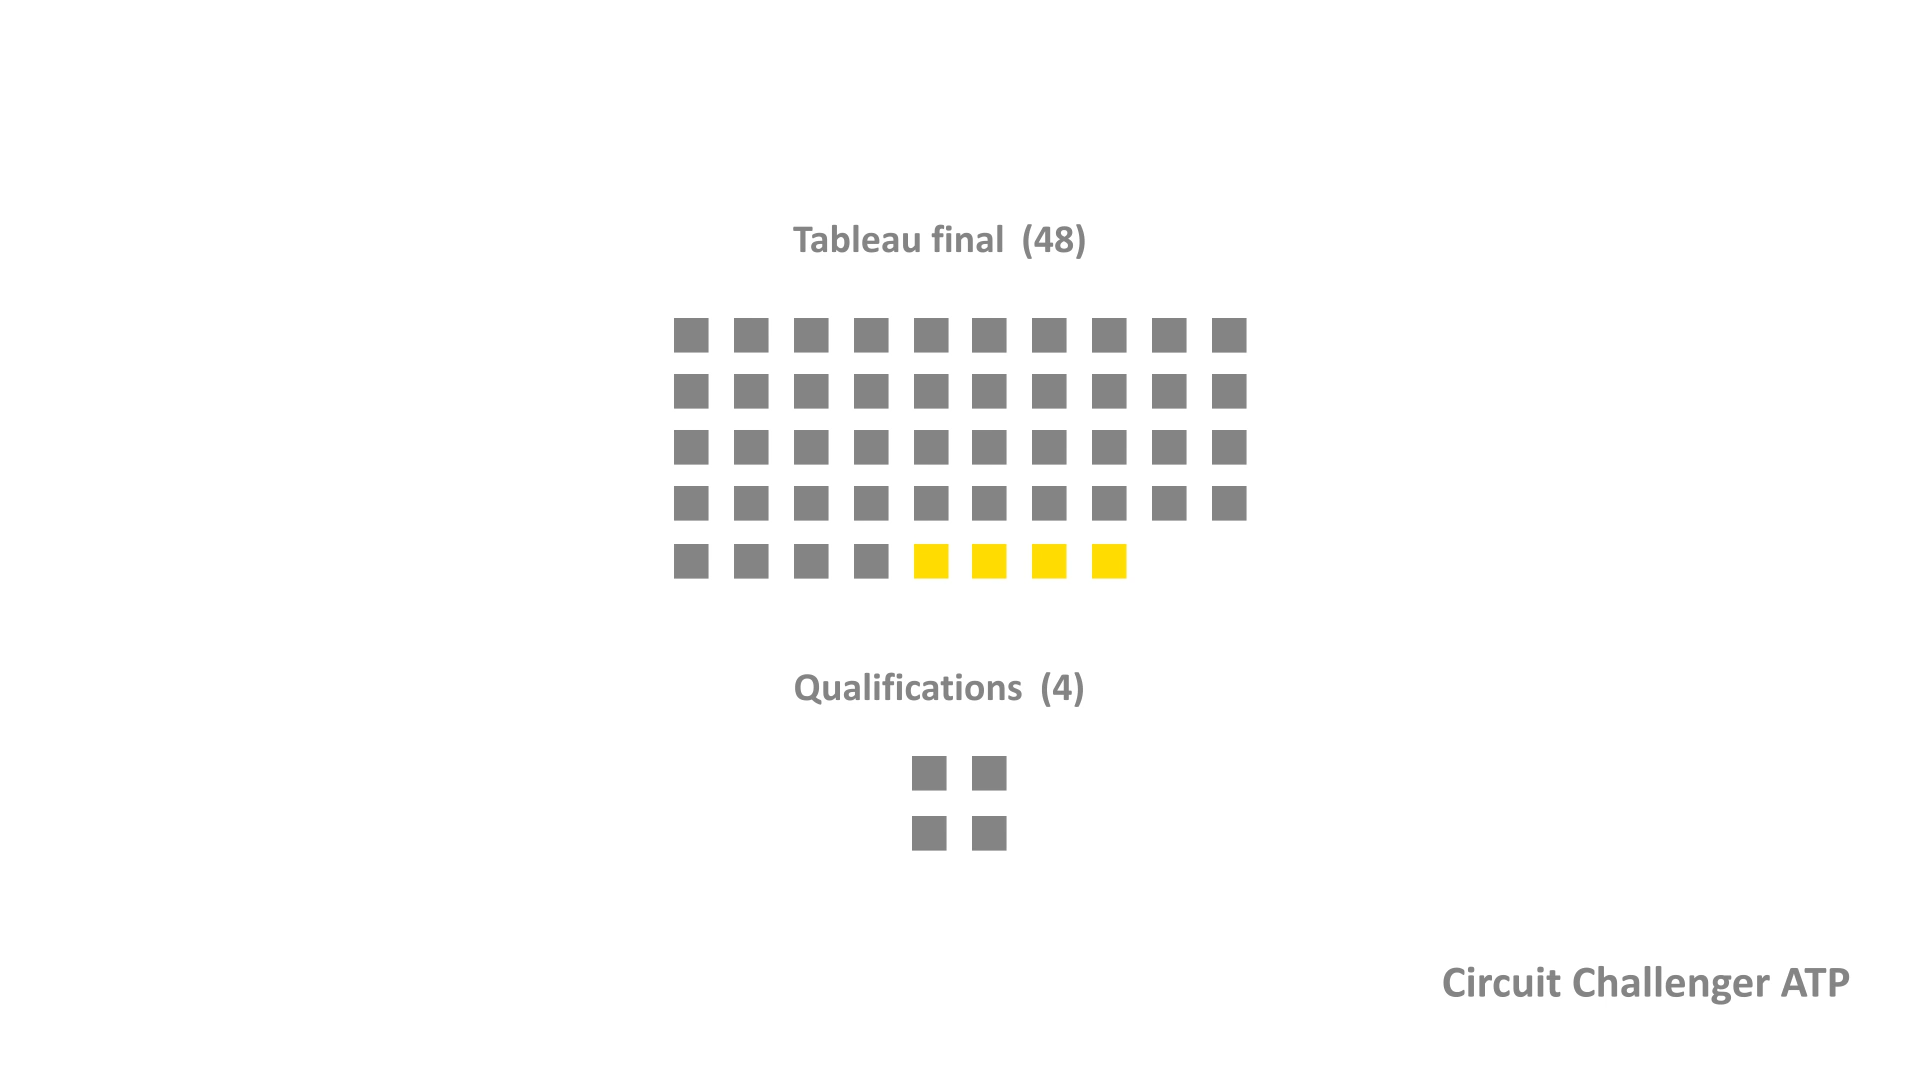 Tableau final (48)
Qualifications (4)
Circuit Challenger ATP